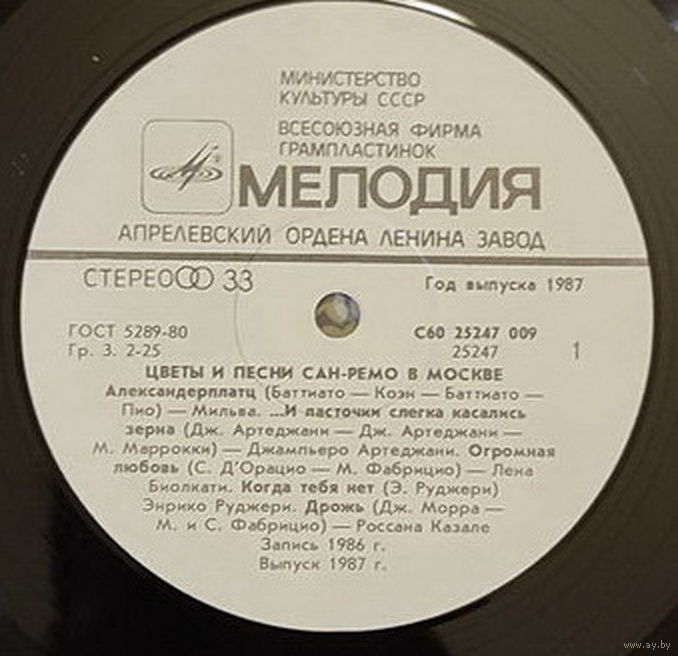 МИНИСТЕРСТВО
КУЛЬТУРЫ СССР
ВСЕСОЮЗНАЯ ФИРМА
ГРАМПЛАСТИНОК
МЕЛОДИЯ
АПРЕЛЕВСКИЙ ОРДЕНА ЛЕНИНА ЗАВОД
СТЕРЕО 33
Год выпуска 1987
ГОСТ 5289-80
С60 25247 009
Гр. 3. 2-25
25247
1
ЦВЕТЫ И ПЕСНИ САН-РЕМО В МОСКВЕ
Александерплатц (Баттиато — Коэн — Баттиато —
Пио) — Мильва. ...И ласточки слегка касались
зерна (Дж. Артеджани — Дж. Артеджани —
М. Маррокки) — Джампьеро Артеджани. Огромная
любовь (С. Д'Орацио — М. Фабрицио) — Лена
Биолкати. Когда тебя нет (Э. Руджери)
Энрико Руджери. Дрожь (Дж. Морра —
М. и С. Фабрицио) — Россана Казале
Запись 1986 г.
Выпуск 1987 г.
www.ay.by